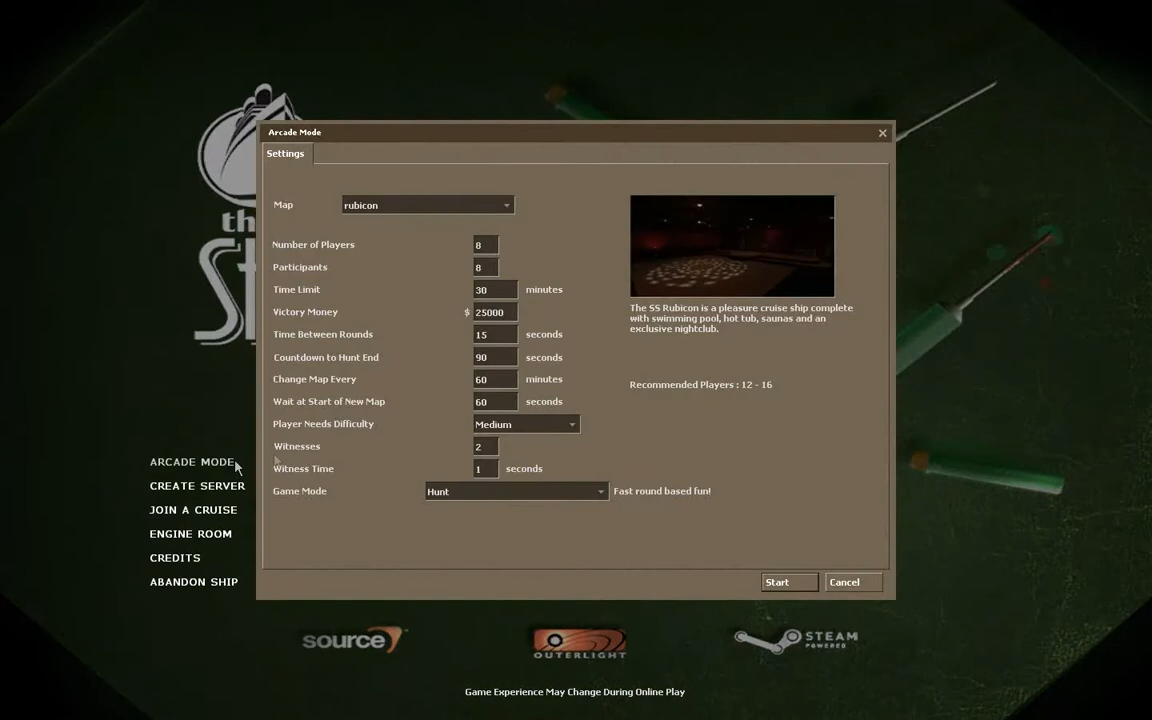 the
Arcade Mode
Settings
Map rubicon
Number of Players 8
Participants 8
Time Limit 30 minutes
Victory Money $ 25000
Time Between Rounds 15 seconds
Countdown to Hunt End 90 seconds
Change Map Every 60 minutes
Wait at Start of New Map 60 seconds
Player Needs Difficulty Medium
Witnesses 2
Witness Time 1 seconds
Game Mode Hunt Fast round based fun!
The SS Rubicon is a pleasure cruise ship complete
with swimming pool, hot tub, saunas and an
exclusive nightclub.
Recommended Players : 12 - 16
Start Cancel
ARCADE MODE
CREATE SERVER
JOIN A CRUISE
ENGINE ROOM
CREDITS
ABANDON SHIP
source
OUTERLIGHT
STEAM
POWERED
Game Experience May Change During Online Play